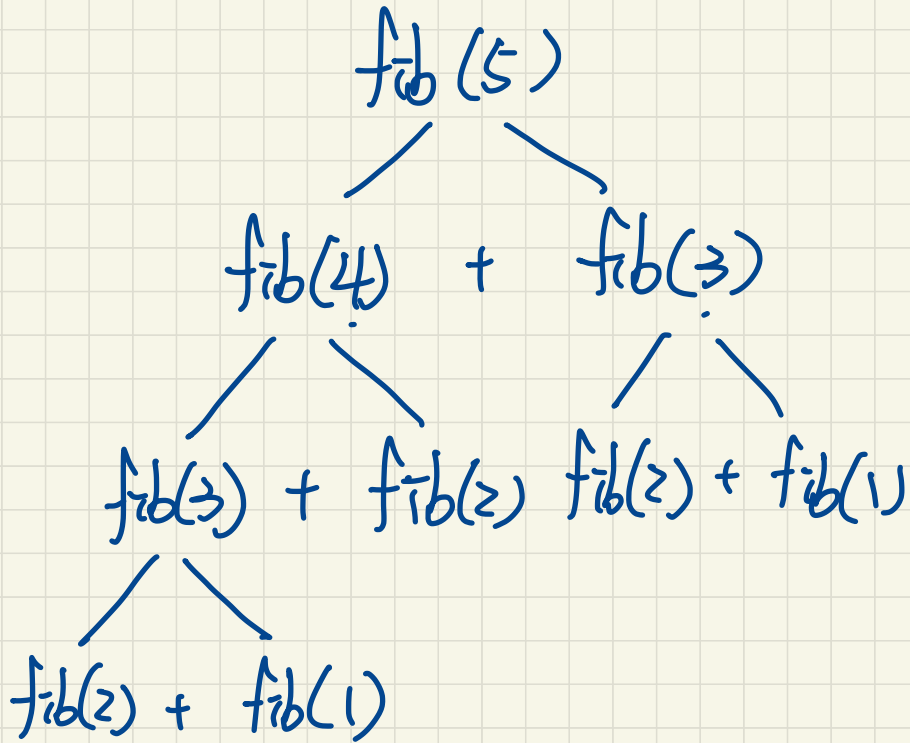 fib(5)
fib(4) + fib(3)
fib(3) + fib(2) fib(2) + fib(1)
fib(2) + fib(1)